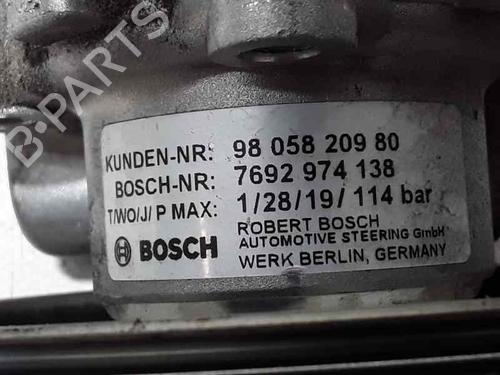 B-PARTS
KUNDEN-NR: 98 058 209 80
BOSCH-NR: 7692 974 138
T/WO/J/ P MAX: 1/28/19/ 114 bar
BOSCH
ROBERT BOSCH
AUTOMOTIVE STEERING GmbH
WERK BERLIN, GERMANY